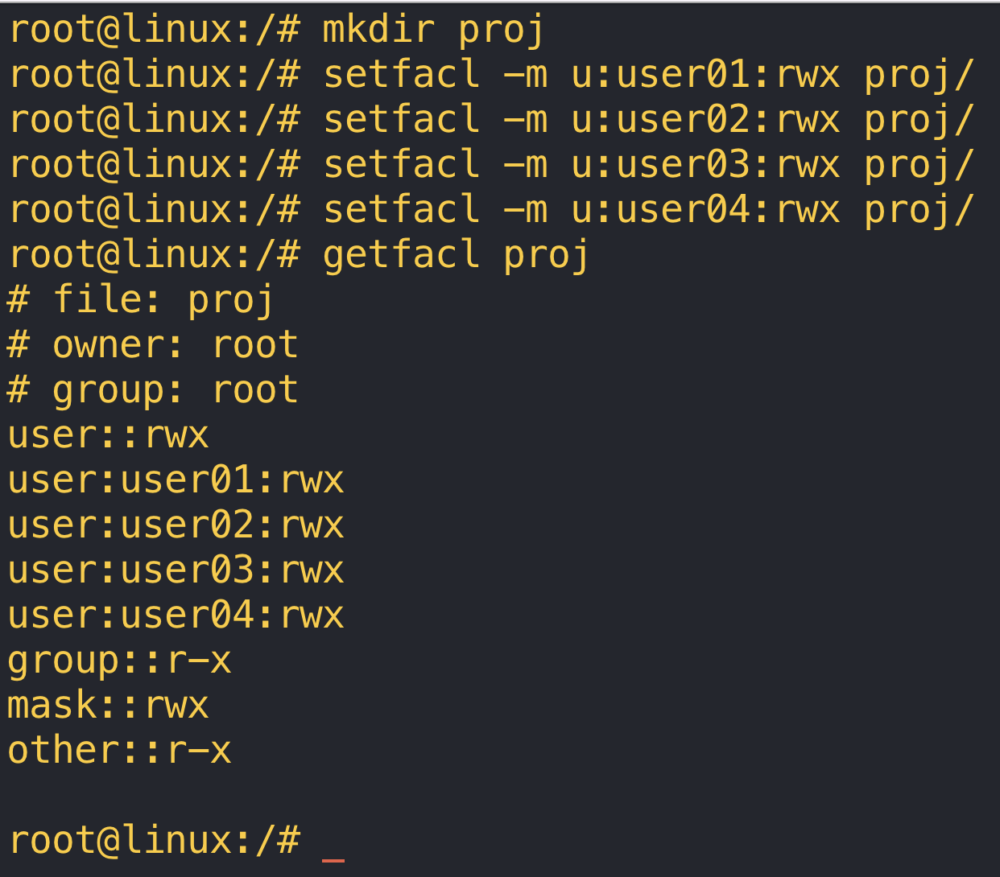 root@linux:/# mkdir proj
root@linux:/# setfacl -m u:user01:rwx proj/
root@linux:/# setfacl -m u:user02:rwx proj/
root@linux:/# setfacl -m u:user03:rwx proj/
root@linux:/# setfacl -m u:user04:rwx proj/
root@linux:/# getfacl proj
# file: proj
# owner: root
# group: root
user::rwx
user:user01:rwx
user:user02:rwx
user:user03:rwx
user:user04:rwx
group::r-x
mask::rwx
other::r-x
root@linux:/# _